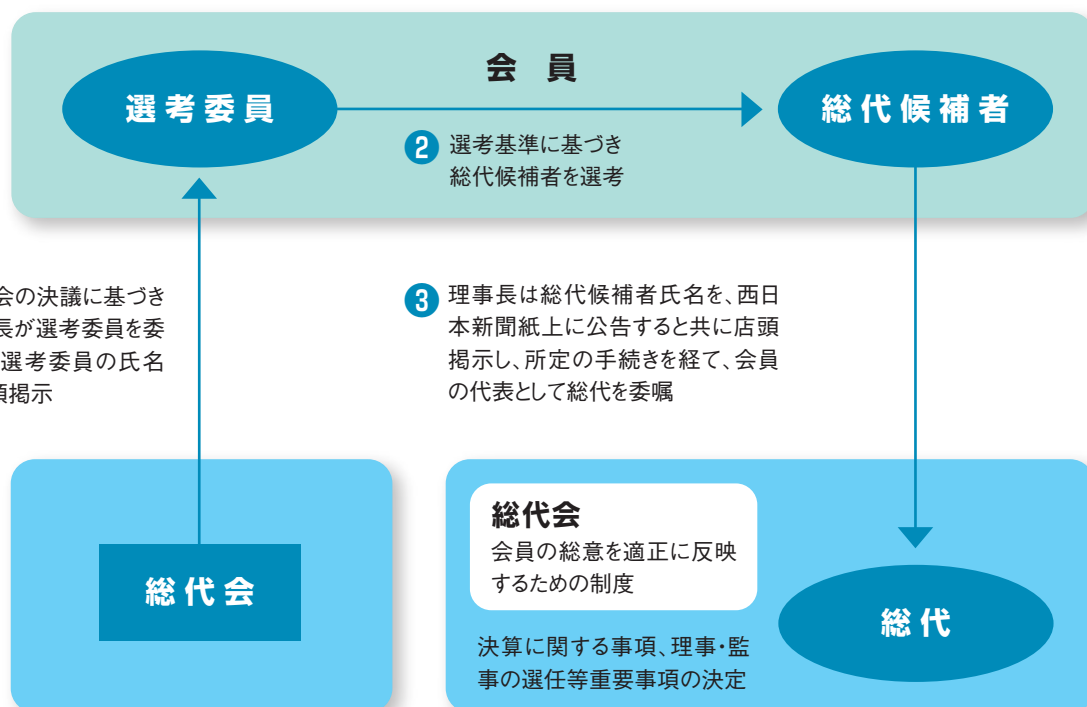 会員
選考委員
総代候補者
❷ 選考基準に基づき
総代候補者を選考
会の決議に基づき
長が選考委員を委
選考委員の氏名
掲示
❸ 理事長は総代候補者氏名を、西日
本新聞紙上に公告すると共に店頭
掲示し、所定の手続きを経て、会員
の代表として総代を委嘱
総代会
総代会
会員の総意を適正に反映
するための制度
決算に関する事項、理事・監
事の選任等重要事項の決定
総代